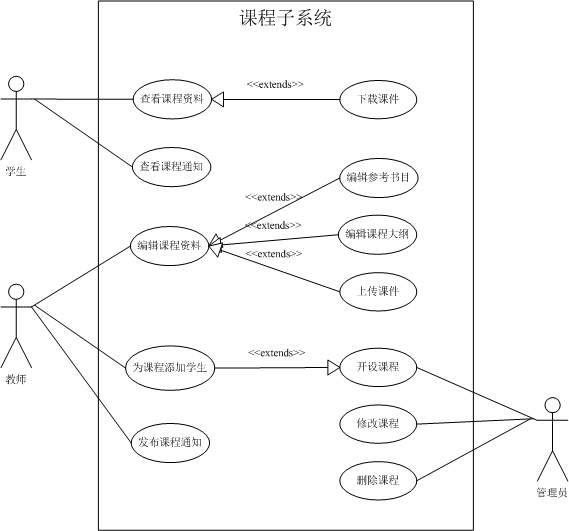 课程子系统
<<extends>>
查看课程资料
下载课件
学生
查看课程通知
编辑参考书目
<<extends>>
编辑课程资料
<<extends>>
编辑课程大纲
<<extends>>
上传课件
教师
<<extends>>
为课程添加学生
开设课程
修改课程
发布课程通知
删除课程
管理员